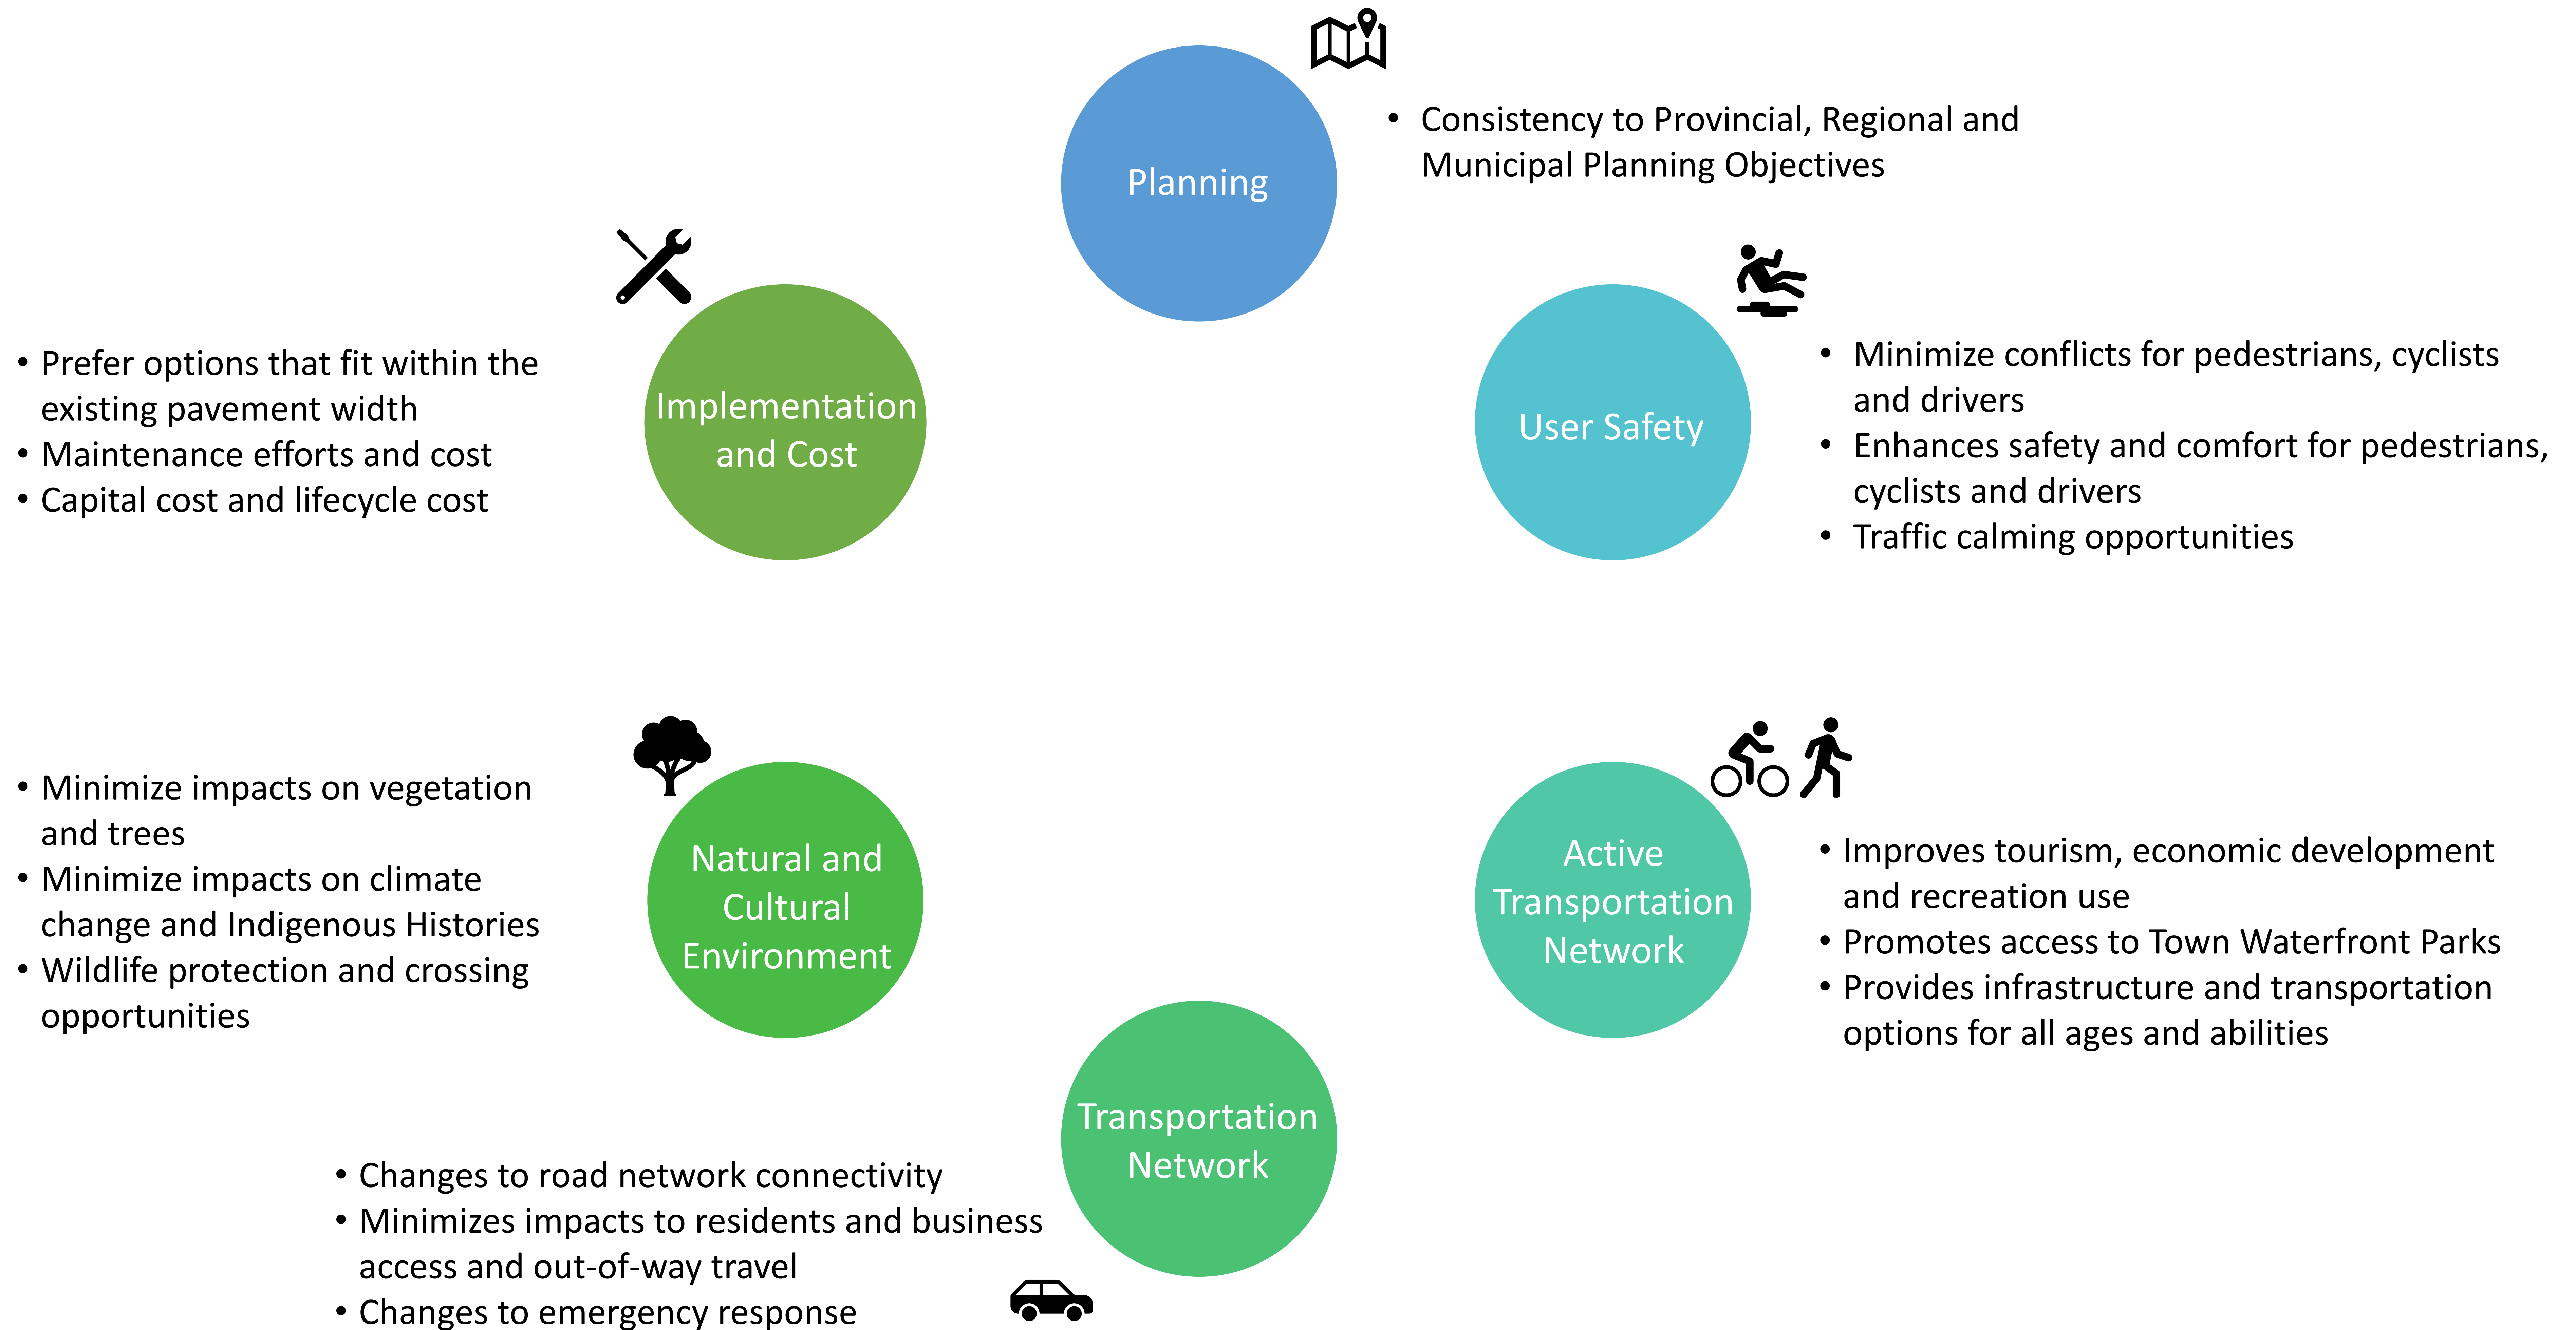 Planning
• Consistency to Provincial, Regional and
Municipal Planning Objectives
User Safety
• Minimize conflicts for pedestrians, cyclists
and drivers
• Enhances safety and comfort for pedestrians,
cyclists and drivers
• Traffic calming opportunities
Active
Transportation
Network
• Improves tourism, economic development
and recreation use
• Promotes access to Town Waterfront Parks
• Provides infrastructure and transportation
options for all ages and abilities
Transportation
Network
• Changes to road network connectivity
• Minimizes impacts to residents and business
access and out-of-way travel
• Changes to emergency response
Natural and
Cultural
Environment
• Minimize impacts on vegetation
and trees
• Minimize impacts on climate
change and Indigenous Histories
• Wildlife protection and crossing
opportunities
Implementation
and Cost
• Prefer options that fit within the
existing pavement width
• Maintenance efforts and cost
• Capital cost and lifecycle cost